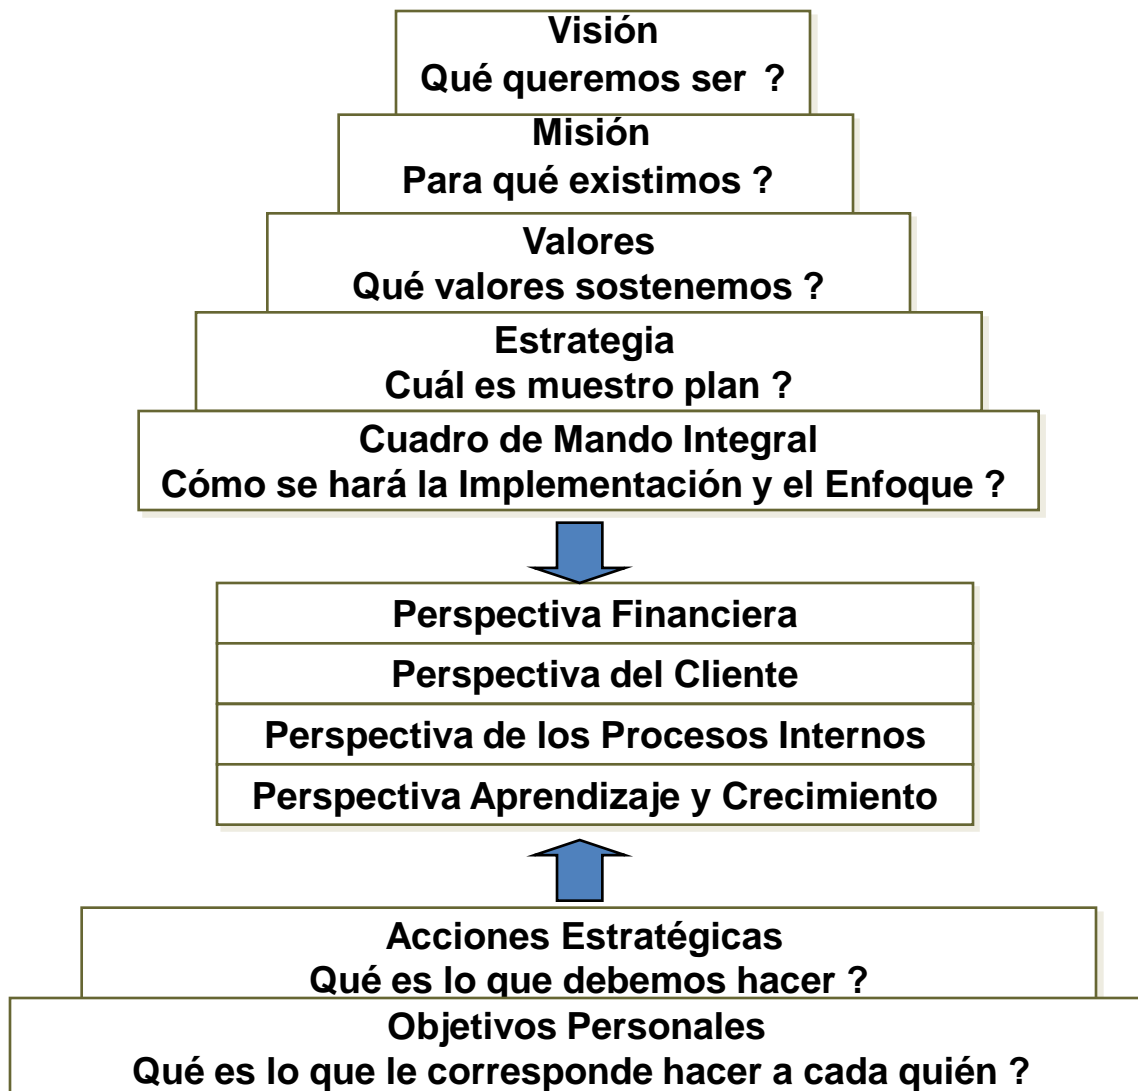 Visión
Qué queremos ser ?
Misión
Para qué existimos ?
Valores
Qué valores sostenemos ?
Estrategia
Cuál es muestro plan ?
Cuadro de Mando Integral
Cómo se hará la Implementación y el Enfoque ?
Perspectiva Financiera
Perspectiva del Cliente
Perspectiva de los Procesos Internos
Perspectiva Aprendizaje y Crecimiento
Acciones Estratégicas
Qué es lo que debemos hacer ?
Objetivos Personales
Qué es lo que le corresponde hacer a cada quién ?